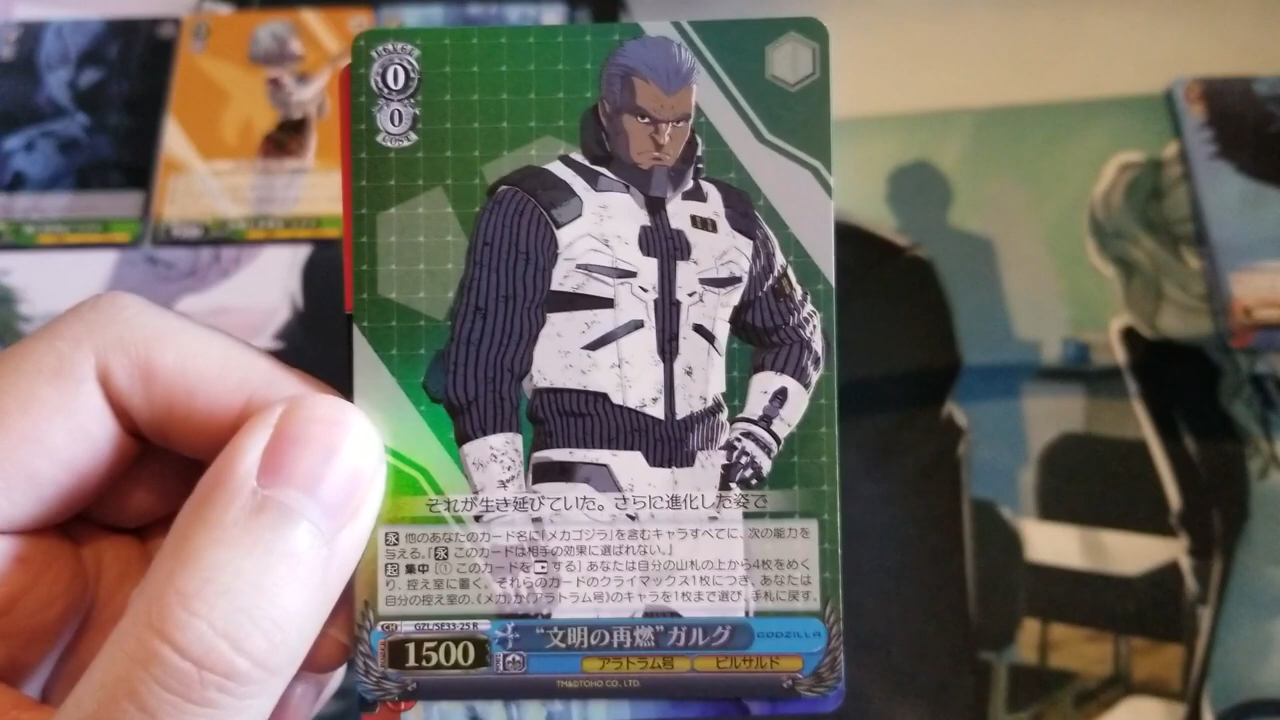 LEVEL
0
0
COST
それが生き延びていた。さらに進化した姿で
永 他のあなたのカード名に「メカゴジラ」を含むキャラすべてに、次の能力を
与える。『永 このカードは相手の効果に選ばれない。』
起 集中 [① このカードを する] あなたは自分の山札の上から4枚をめく
り、控え室に置く。それらのカードのクライマックス1枚につき、あなたは
自分の控え室の、《メカ》か《アラトラム号》のキャラを1枚まで選び、手札に戻す。
CH GZL/SE33-25 R
“文明の再燃”ガルグ GODZILLA
POWER 1500
アラトラム号 ビルサルド
TM&©TOHO CO., LTD.